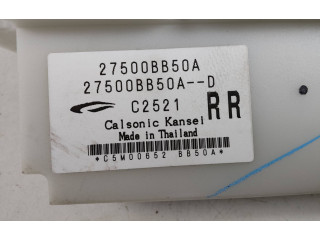 27500BB50A
27500BB50A--D
C2521 RR
Calsonic Kansei
Made in Thailand
*C5M00652 BB50A*